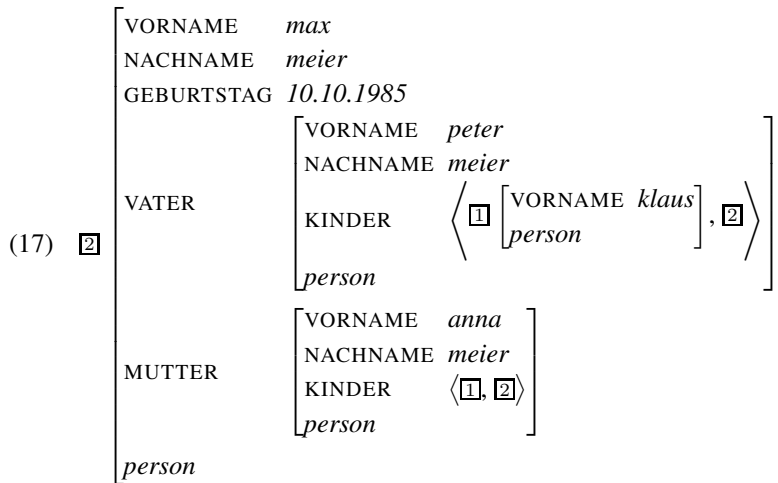 VORNAME max
NACHNAME meier
GEBURTSTAG 10.10.1985
VORNAME peter
NACHNAME meier
VATER KINDER ⟨ 1 [VORNAME klaus
person], 2 ⟩
person
(17) 2
VORNAME anna
NACHNAME meier
MUTTER KINDER ⟨1, 2⟩
person
person